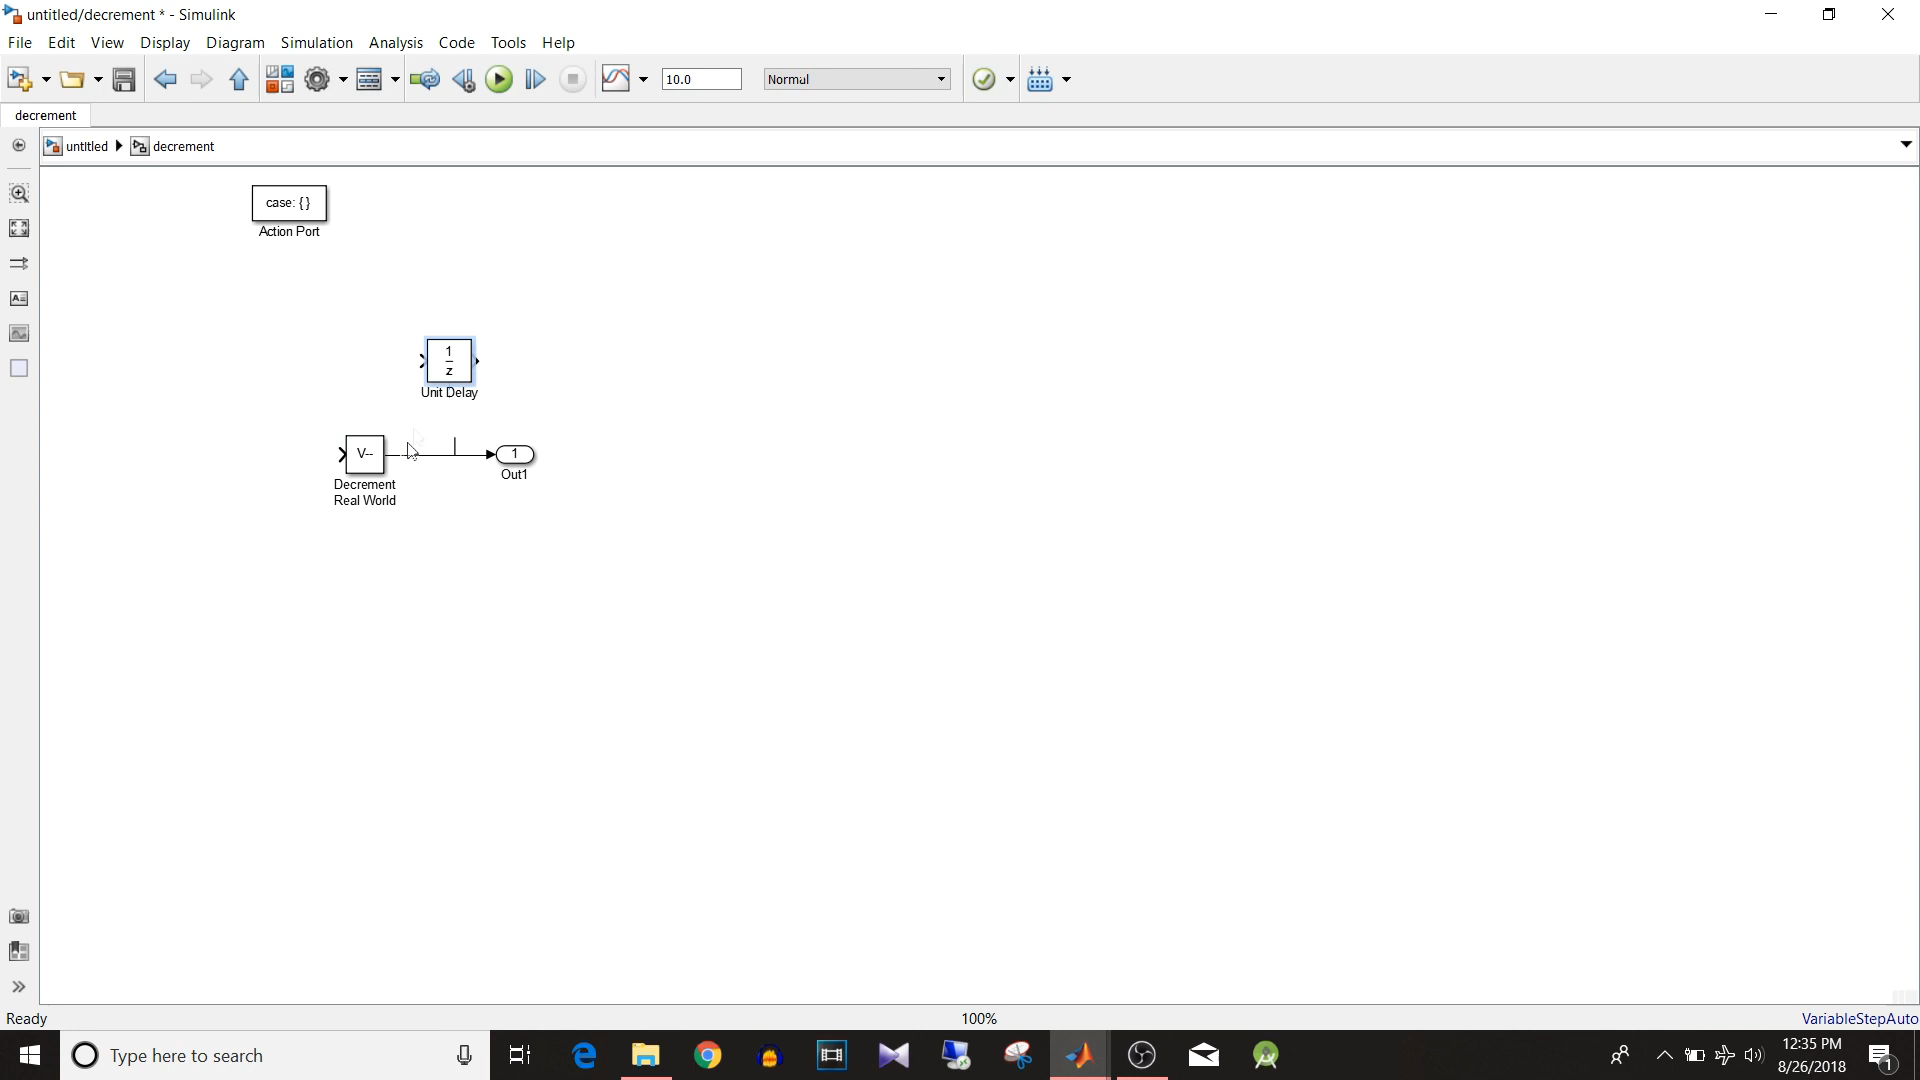 untitled/decrement * - Simulink
File Edit View Display Diagram Simulation Analysis Code Tools Help
10.0 Normal
decrement
untitled decrement
case: { }
Action Port
1
z
Unit Delay
V--
1
Decrement
Real World
Out1
Ready 100% VariableStepAuto
Type here to search
12:35 PM
8/26/2018
1